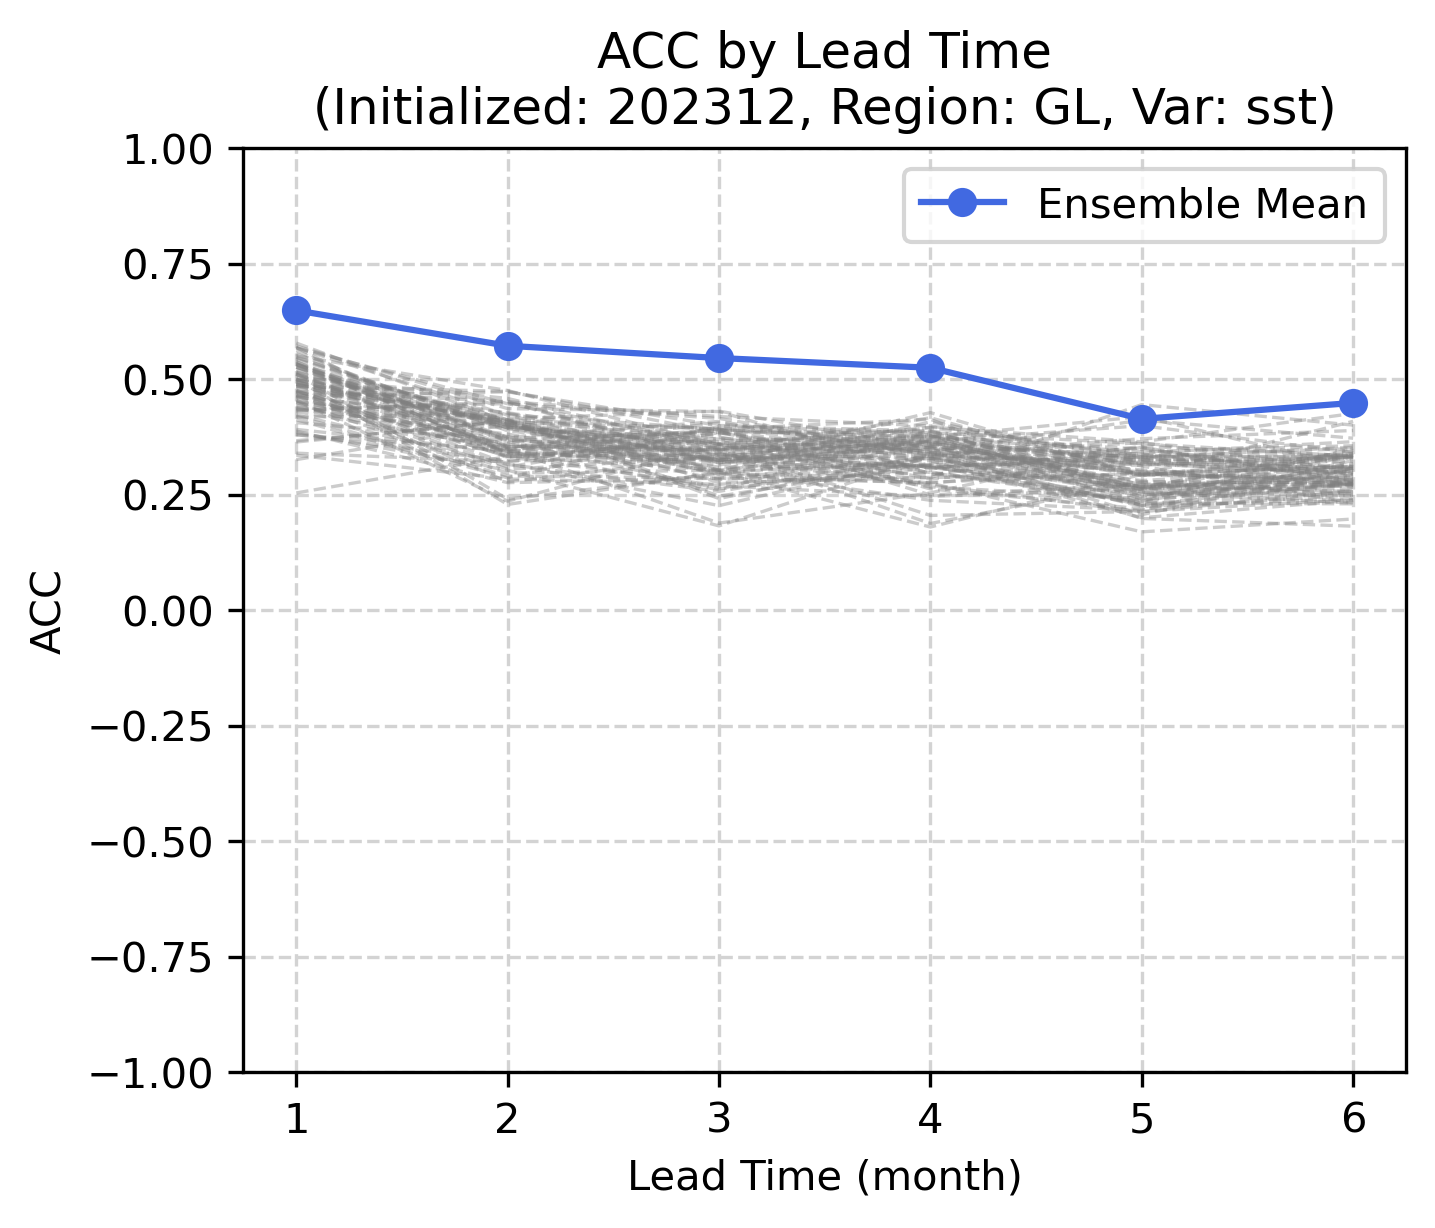 ACC by Lead Time
(Initialized: 202312, Region: GL, Var: sst)
Ensemble Mean
ACC
1.00
0.75
0.50
0.25
0.00
−0.25
−0.50
−0.75
−1.00
1 2 3 4 5 6
Lead Time (month)